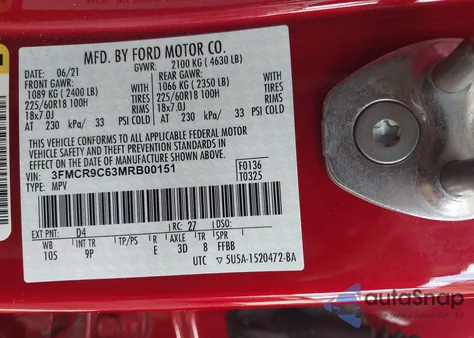 MFD. BY FORD MOTOR CO.
DATE: 06/21 GVWR: 2100 KG ( 4630 LB)
FRONT GAWR: REAR GAWR:
1089 KG ( 2400 LB) WITH 1066 KG ( 2350 LB) WITH
225/60R18 100H TIRES 225/60R18 100H TIRES
18x7.0J RIMS 18x7.0J RIMS
AT 230 kPa/ 33 PSI COLD AT 230 kPa/ 33 PSI COLD
THIS VEHICLE CONFORMS TO ALL APPLICABLE FEDERAL MOTOR
VEHICLE SAFETY AND THEFT PREVENTION STANDARDS IN EFFECT
ON THE DATE OF MANUFACTURE SHOWN ABOVE.
VIN: 3FMCR9C63MRB00151 F0136
TYPE: MPV T0325
EXT PNT: D4 RC: 27 DSO:
WB INT TR TP/PS R AXLE TR SPR
105 9P E 3D 8 FFBB
UTC 5U5A-1520472-BA
autoSnap